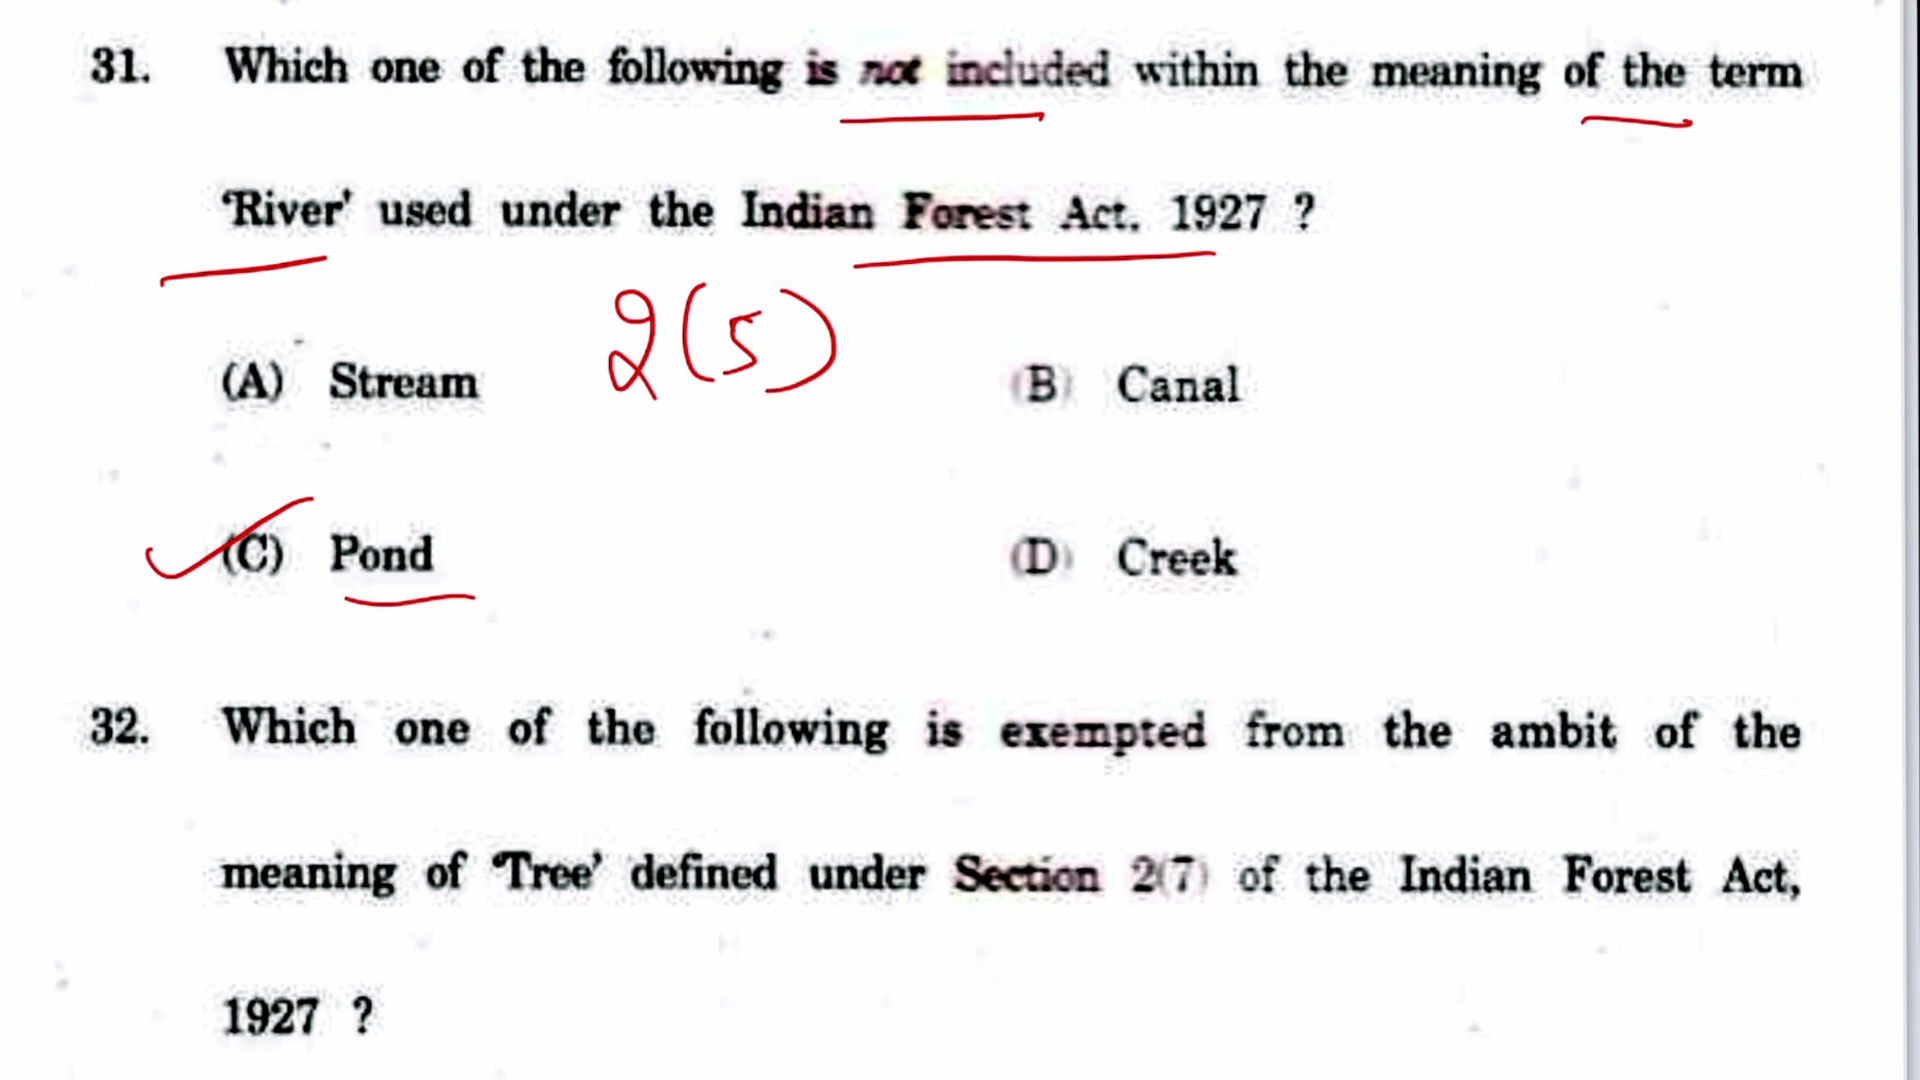 31. Which one of the following is not included within the meaning of the term
'River' used under the Indian Forest Act, 1927 ?
2(5)
(A) Stream (B) Canal
(C) Pond (D) Creek
32. Which one of the following is exempted from the ambit of the
meaning of 'Tree' defined under Section 2(7) of the Indian Forest Act,
1927 ?